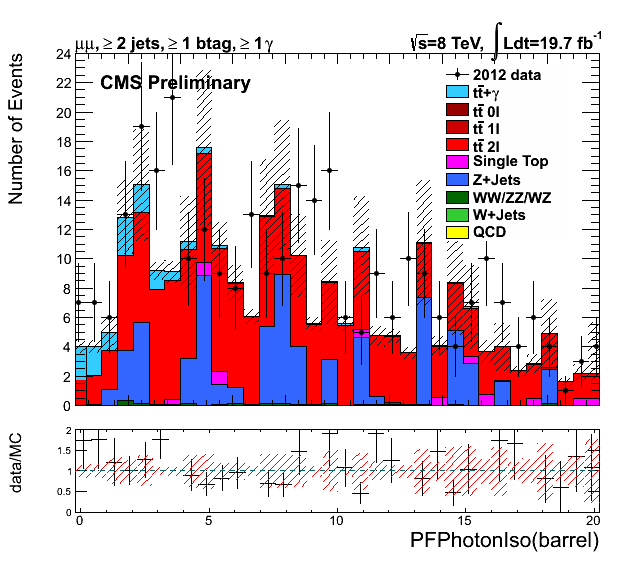 μμ, ≥ 2 jets, ≥ 1 btag, ≥ 1 γ
√s=8 TeV, ∫Ldt=19.7 fb⁻¹
CMS Preliminary
2012 data
tt̄+γ
tt̄ 0l
tt̄ 1l
tt̄ 2l
Single Top
Z+Jets
WW/ZZ/WZ
W+Jets
QCD
Number of Events
24
22
20
18
16
14
12
10
8
6
4
2
0
data/MC
2
1.5
1
0.5
0
0 5 10 15 20
PFPhotonIso(barrel)